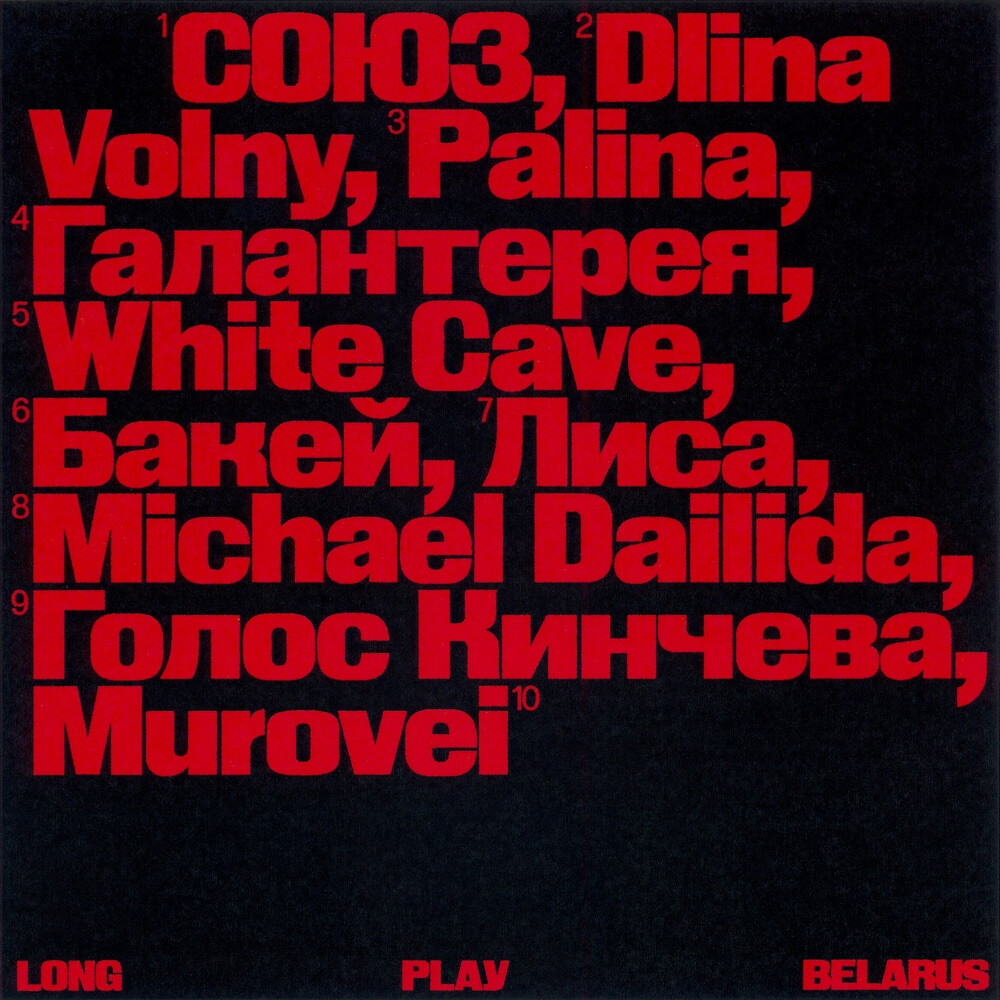 1 СОЮЗ, 2 Dlina
Volny, 3 Palina,
4 Галантерея,
5 White Cave,
6 Бакей, 7 Лиса,
8 Michael Dailida,
9 Голос Кинчева,
Murovei 10
LONG PLAY BELARUS